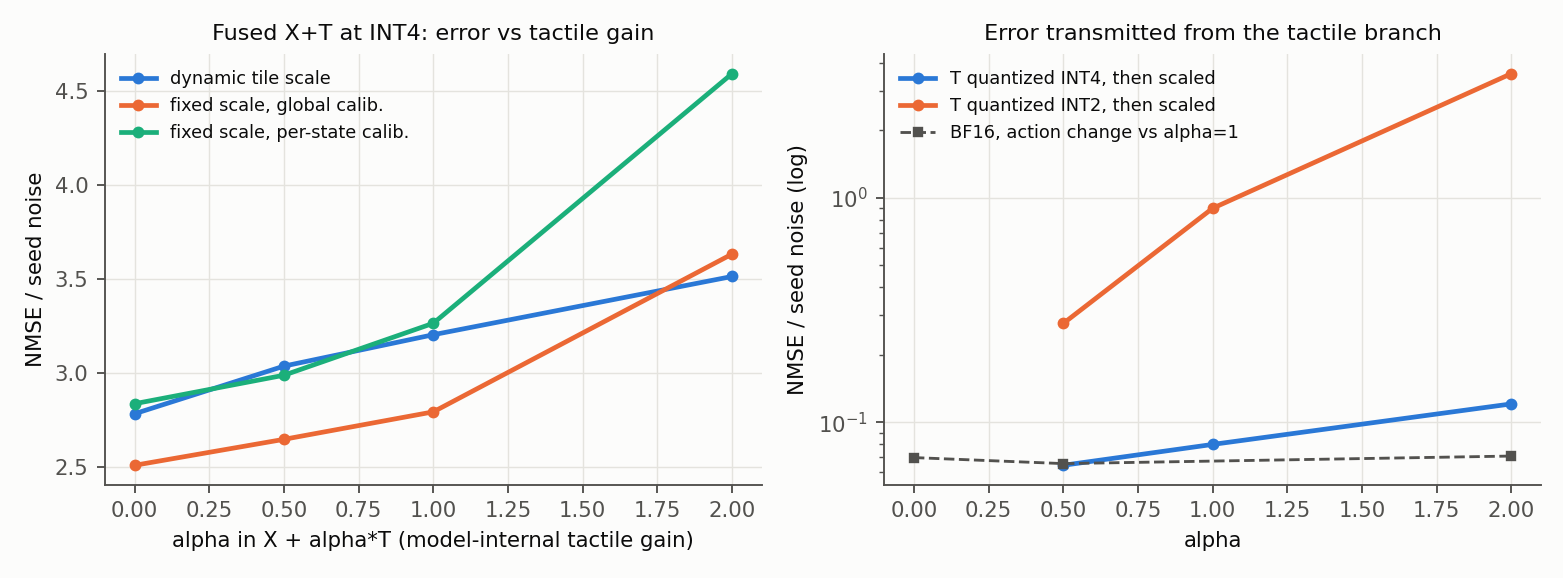 Fused X+T at INT4: error vs tactile gain
dynamic tile scale
fixed scale, global calib.
fixed scale, per-state calib.
NMSE / seed noise
4.5
4.0
3.5
3.0
2.5
0.00 0.25 0.50 0.75 1.00 1.25 1.50 1.75 2.00
alpha in X + alpha*T (model-internal tactile gain)
Error transmitted from the tactile branch
T quantized INT4, then scaled
T quantized INT2, then scaled
BF16, action change vs alpha=1
NMSE / seed noise (log)
10⁰
10⁻¹
0.00 0.25 0.50 0.75 1.00 1.25 1.50 1.75 2.00
alpha